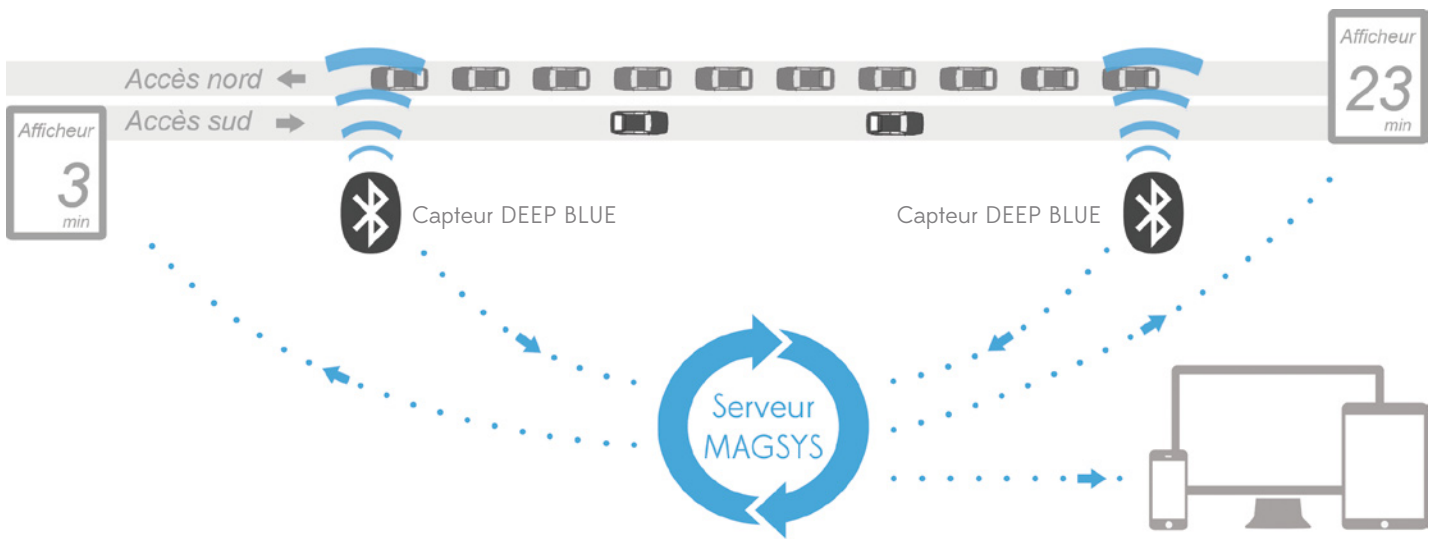 Afficheur
23
min
Accès nord
Accès sud
Afficheur
3
min
Capteur DEEP BLUE
Capteur DEEP BLUE
Serveur
MAGSYS